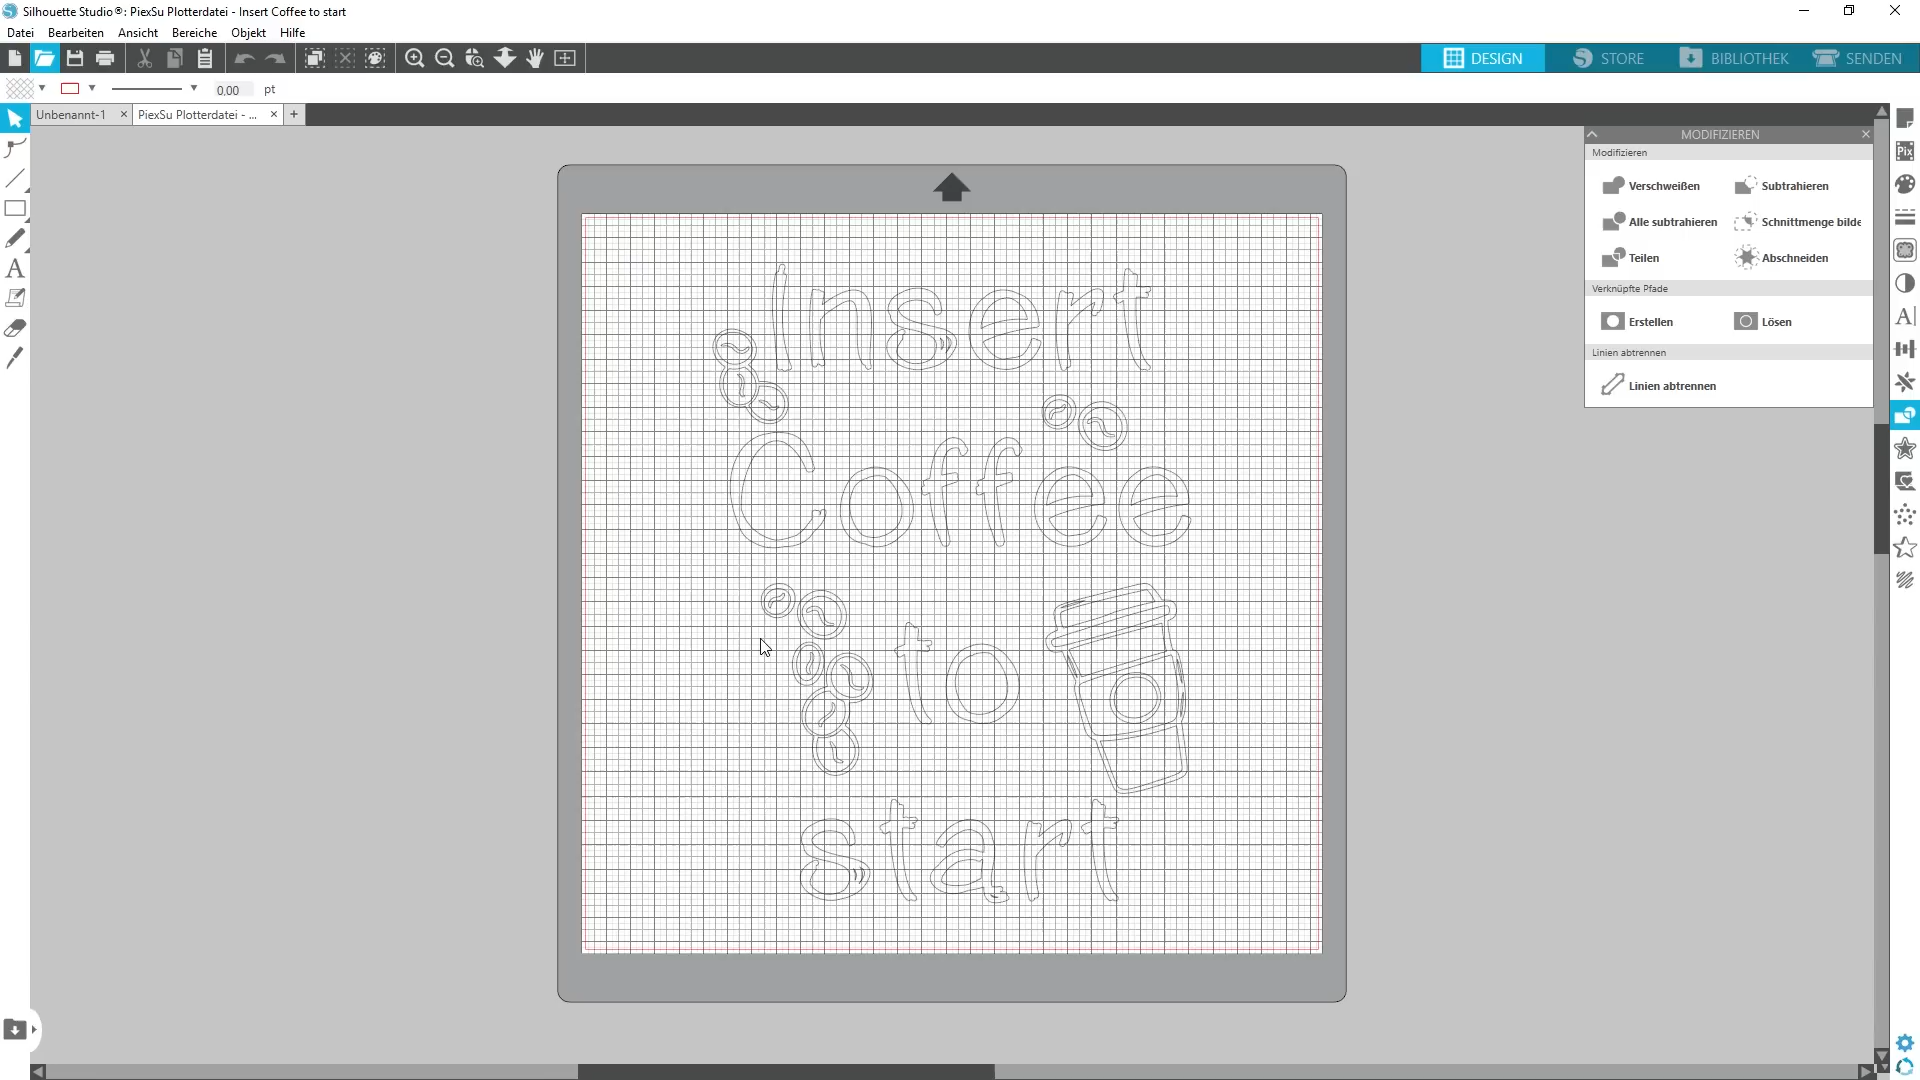 Silhouette Studio®: PiexSu Plotterdatei - Insert Coffee to start
Datei Bearbeiten Ansicht Bereiche Objekt Hilfe
DESIGN STORE BIBLIOTHEK SENDEN
0,00 pt
Unbenannt-1 PiexSu Plotterdatei - ...
MODIFIZIEREN
Modifizieren
Verschweißen Subtrahieren
Alle subtrahieren Schnittmenge bilde
Teilen Abschneiden
Verknüpfte Pfade
Erstellen Lösen
Linien abtrennen
Linien abtrennen
Pix
Insert
Coffee
to
start